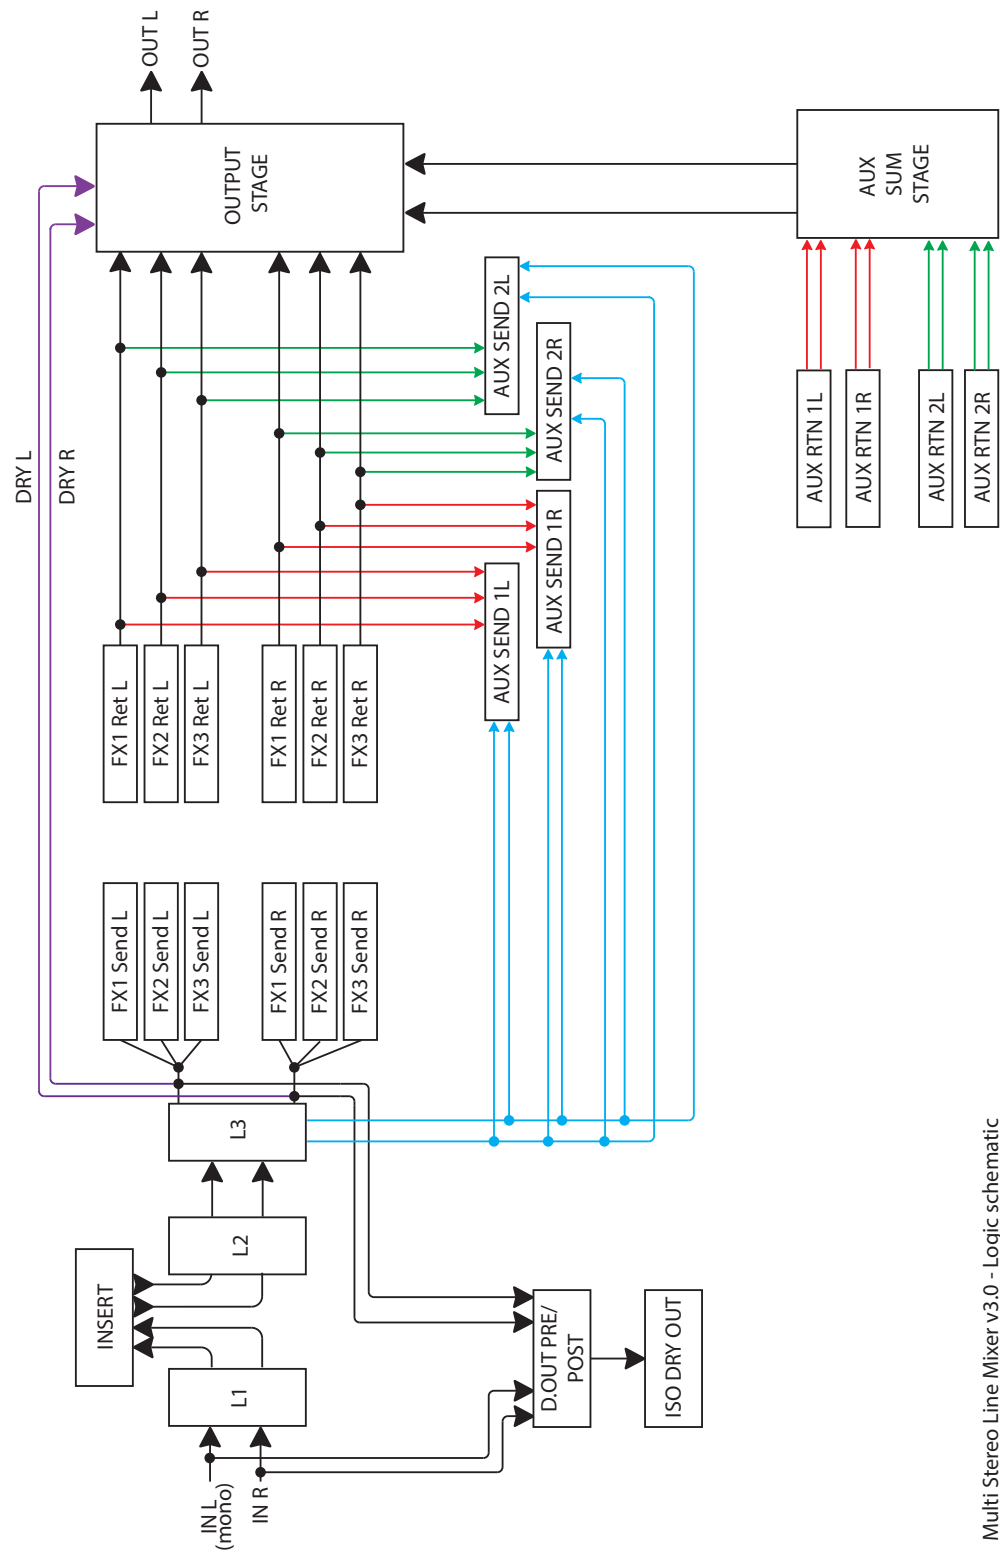 IN L
(mono)
IN R
L1
INSERT
L2
L3
D.OUT PRE/
POST
ISO DRY OUT
FX1 Send L
FX2 Send L
FX3 Send L
FX1 Send R
FX2 Send R
FX3 Send R
FX1 Ret L
FX2 Ret L
FX3 Ret L
FX1 Ret R
FX2 Ret R
FX3 Ret R
DRY L
DRY R
AUX SEND 1L
AUX SEND 1R
AUX SEND 2R
AUX SEND 2L
OUTPUT
STAGE
OUT L
OUT R
AUX RTN 1L
AUX RTN 1R
AUX RTN 2L
AUX RTN 2R
AUX
SUM
STAGE
Multi Stereo Line Mixer v3.0 - Logic schematic